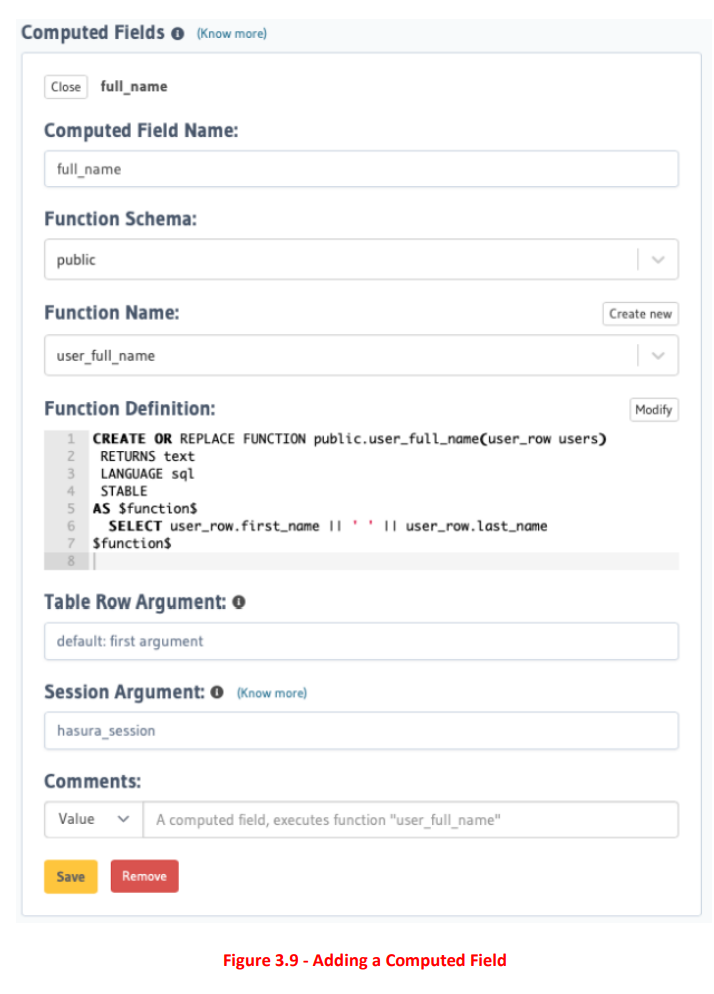 Computed Fields (Know more)
Close full_name
Computed Field Name:
full_name
Function Schema:
public
Function Name: Create new
user_full_name
Function Definition: Modify
1 CREATE OR REPLACE FUNCTION public.user_full_name(user_row users)
2 RETURNS text
3 LANGUAGE sql
4 STABLE
5 AS $function$
6 SELECT user_row.first_name || ' ' || user_row.last_name
7 $function$
8
Table Row Argument:
default: first argument
Session Argument: (Know more)
hasura_session
Comments:
Value A computed field, executes function "user_full_name"
Save Remove
Figure 3.9 - Adding a Computed Field